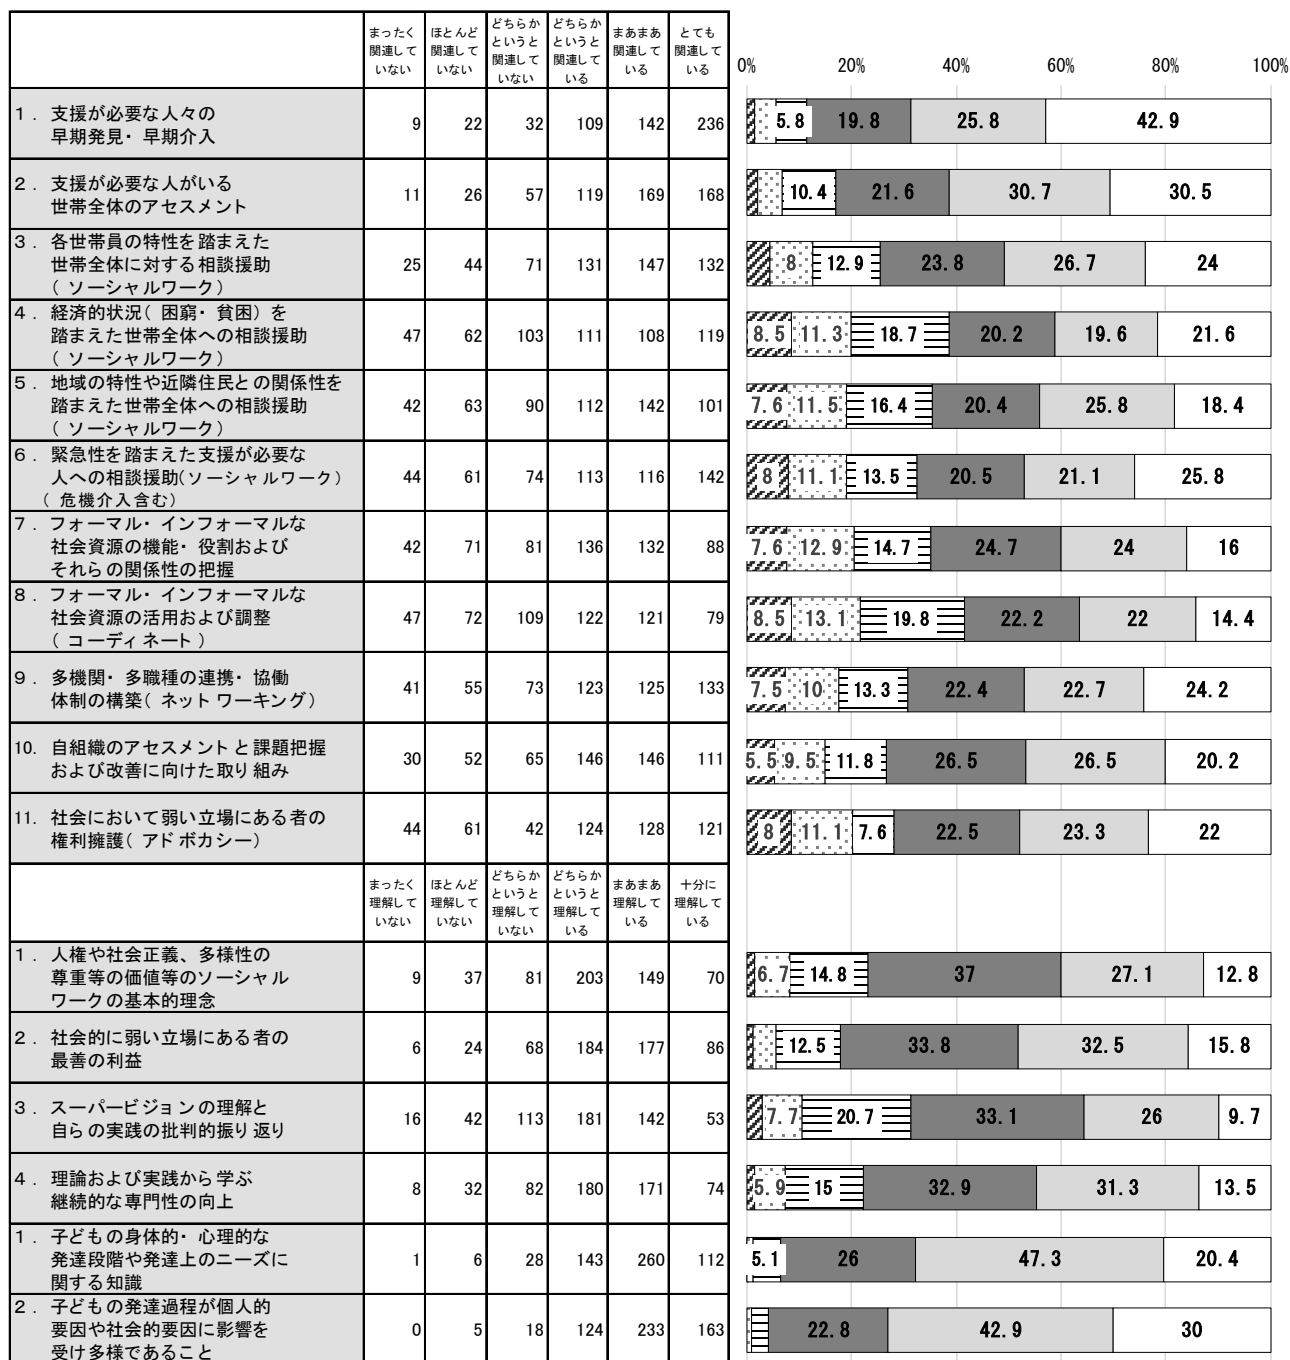 まったく 関連して いない ほとんど 関連して いない どちらか というと 関連して いない どちらか というと 関連して いる まあまあ 関連して いる とても 関連して いる
0% 20% 40% 60% 80% 100%
1. 支援が必要な人々の
早期発見・早期介入
9 22 32 109 142 236 5.8 19.8 25.8 42.9
2. 支援が必要な人がいる
世帯全体のアセスメント
11 26 57 119 169 168 10.4 21.6 30.7 30.5
3. 各世帯員の特性を踏まえた
世帯全体に対する相談援助
(ソーシャルワーク)
25 44 71 131 147 132 8 12.9 23.8 26.7 24
4. 経済的状況(困窮・貧困)を
踏まえた世帯全体への相談援助
(ソーシャルワーク)
47 62 103 111 108 119 8.5 11.3 18.7 20.2 19.6 21.6
5. 地域の特性や近隣住民との関係性を
踏まえた世帯全体への相談援助
(ソーシャルワーク)
42 63 90 112 142 101 7.6 11.5 16.4 20.4 25.8 18.4
6. 緊急性を踏まえた支援が必要な
人への相談援助(ソーシャルワーク)
(危機介入含む)
44 61 74 113 116 142 8 11.1 13.5 20.5 21.1 25.8
7. フォーマル・インフォーマルな
社会資源の機能・役割および
それらの関係性の把握
42 71 81 136 132 88 7.6 12.9 14.7 24.7 24 16
8. フォーマル・インフォーマルな
社会資源の活用および調整
(コーディネート)
47 72 109 122 121 79 8.5 13.1 19.8 22.2 22 14.4
9. 多機関・多職種の連携・協働
体制の構築(ネットワーキング)
41 55 73 123 125 133 7.5 10 13.3 22.4 22.7 24.2
10. 自組織のアセスメントと課題把握
および改善に向けた取り組み
30 52 65 146 146 111 5.5 9.5 11.8 26.5 26.5 20.2
11. 社会において弱い立場にある者の
権利擁護(アドボカシー)
44 61 42 124 128 121 8 11.1 7.6 22.5 23.3 22
まったく 理解して いない ほとんど 理解して いない どちらか というと 理解して いない どちらか というと 理解して いる まあまあ 理解して いる 十分に 理解して いる
1. 人権や社会正義、多様性の
尊重等の価値等のソーシャル
ワークの基本的理念
9 37 81 203 149 70 6.7 14.8 37 27.1 12.8
2. 社会的に弱い立場にある者の
最善の利益
6 24 68 184 177 86 12.5 33.8 32.5 15.8
3. スーパービジョンの理解と
自らの実践の批判的振り返り
16 42 113 181 142 53 7.7 20.7 33.1 26 9.7
4. 理論および実践から学ぶ
継続的な専門性の向上
8 32 82 180 171 74 5.9 15 32.9 31.3 13.5
1. 子どもの身体的・心理的な
発達段階や発達上のニーズに
関する知識
1 6 28 143 260 112 5.1 26 47.3 20.4
2. 子どもの発達過程が個人的
要因や社会的要因に影響を
受け多様であること
0 5 18 124 233 163 22.8 42.9 30